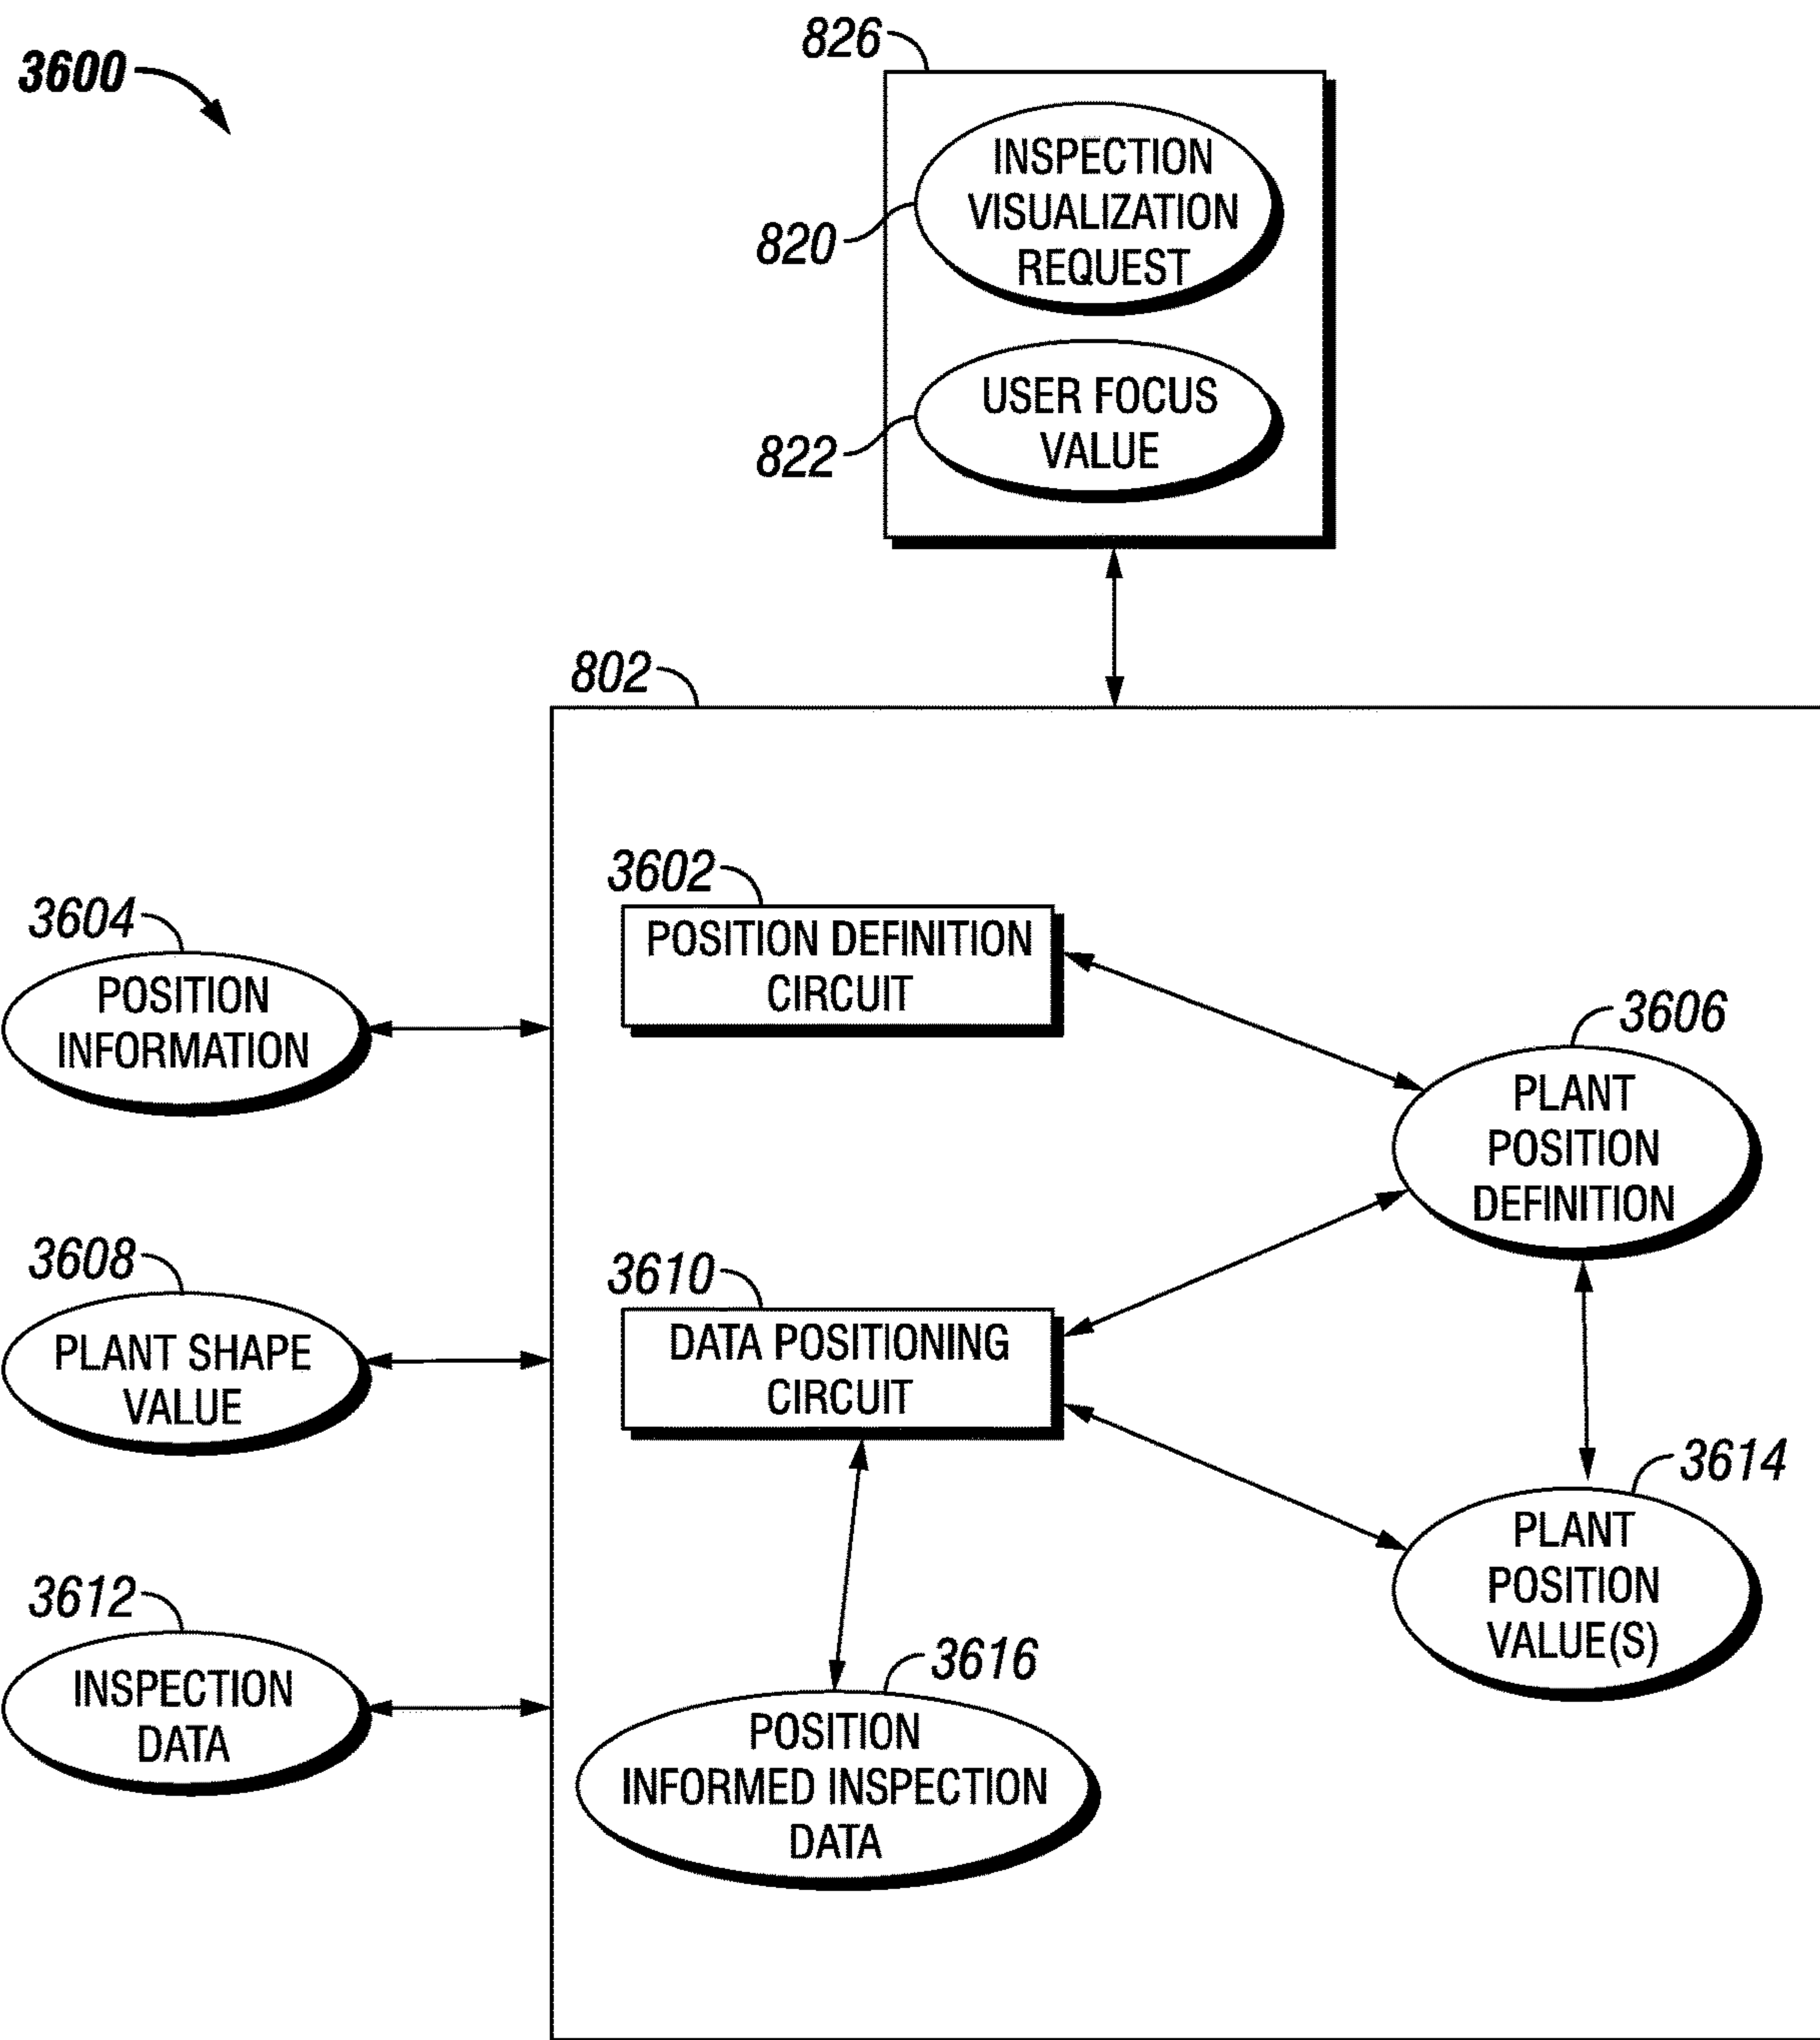 3600
826
INSPECTION
VISUALIZATION
REQUEST
820
USER FOCUS
VALUE
822
802
3602
POSITION DEFINITION
CIRCUIT
3604
POSITION
INFORMATION
3606
PLANT
POSITION
DEFINITION
3608
PLANT SHAPE
VALUE
3610
DATA POSITIONING
CIRCUIT
3614
PLANT
POSITION
VALUE(S)
3612
INSPECTION
DATA
3616
POSITION
INFORMED INSPECTION
DATA